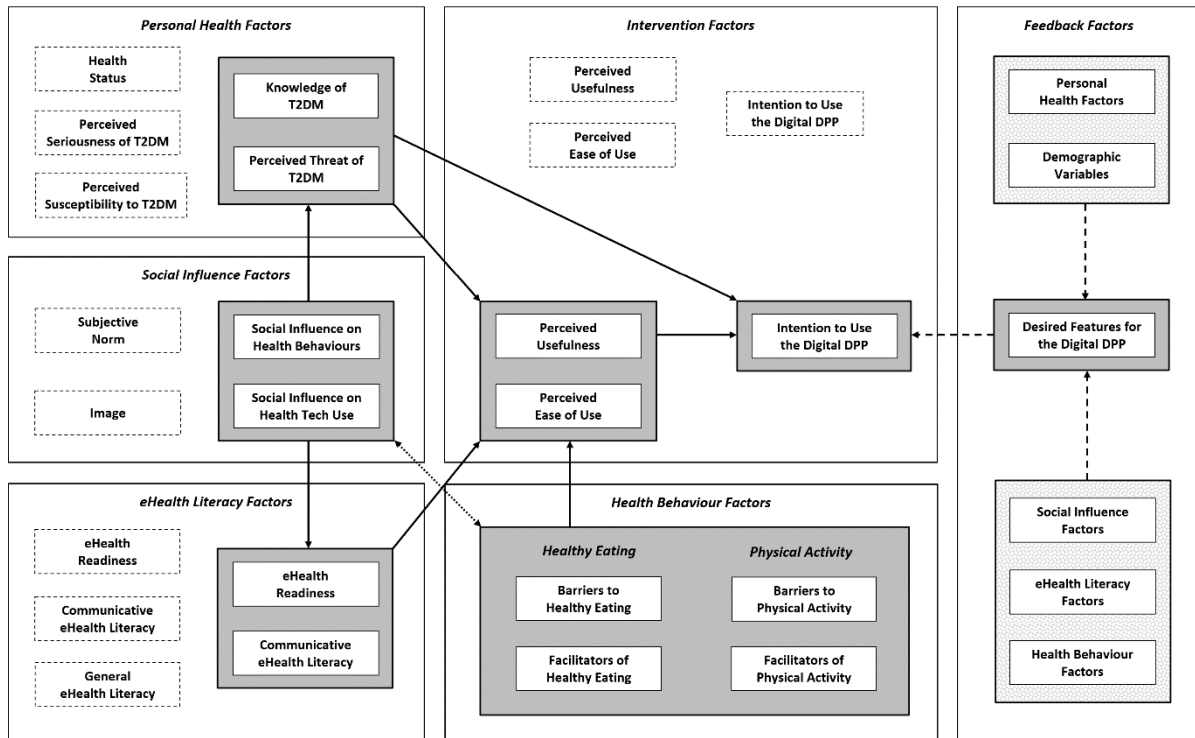 Personal Health Factors
Health
Status
Perceived
Seriousness of T2DM
Perceived
Susceptibility to T2DM
Knowledge of
T2DM
Perceived Threat of
T2DM
Social Influence Factors
Subjective
Norm
Image
Social Influence on
Health Behaviours
Social Influence on
Health Tech Use
eHealth Literacy Factors
eHealth
Readiness
Communicative
eHealth Literacy
General
eHealth Literacy
eHealth
Readiness
Communicative
eHealth Literacy
Intervention Factors
Perceived
Usefulness
Perceived
Ease of Use
Intention to Use
the Digital DPP
Perceived
Usefulness
Perceived
Ease of Use
Intention to Use
the Digital DPP
Health Behaviour Factors
Healthy Eating
Barriers to
Healthy Eating
Facilitators of
Healthy Eating
Physical Activity
Barriers to
Physical Activity
Facilitators of
Physical Activity
Feedback Factors
Personal
Health Factors
Demographic
Variables
Desired Features for
the Digital DPP
Social Influence
Factors
eHealth Literacy
Factors
Health Behaviour
Factors